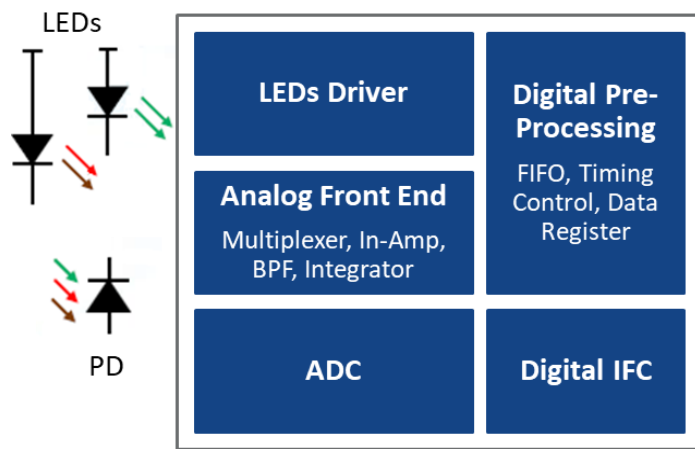 LEDs
LEDs Driver
Digital Pre-
Processing
FIFO, Timing
Control, Data
Register
Analog Front End
Multiplexer, In-Amp,
BPF, Integrator
PD
ADC
Digital IFC